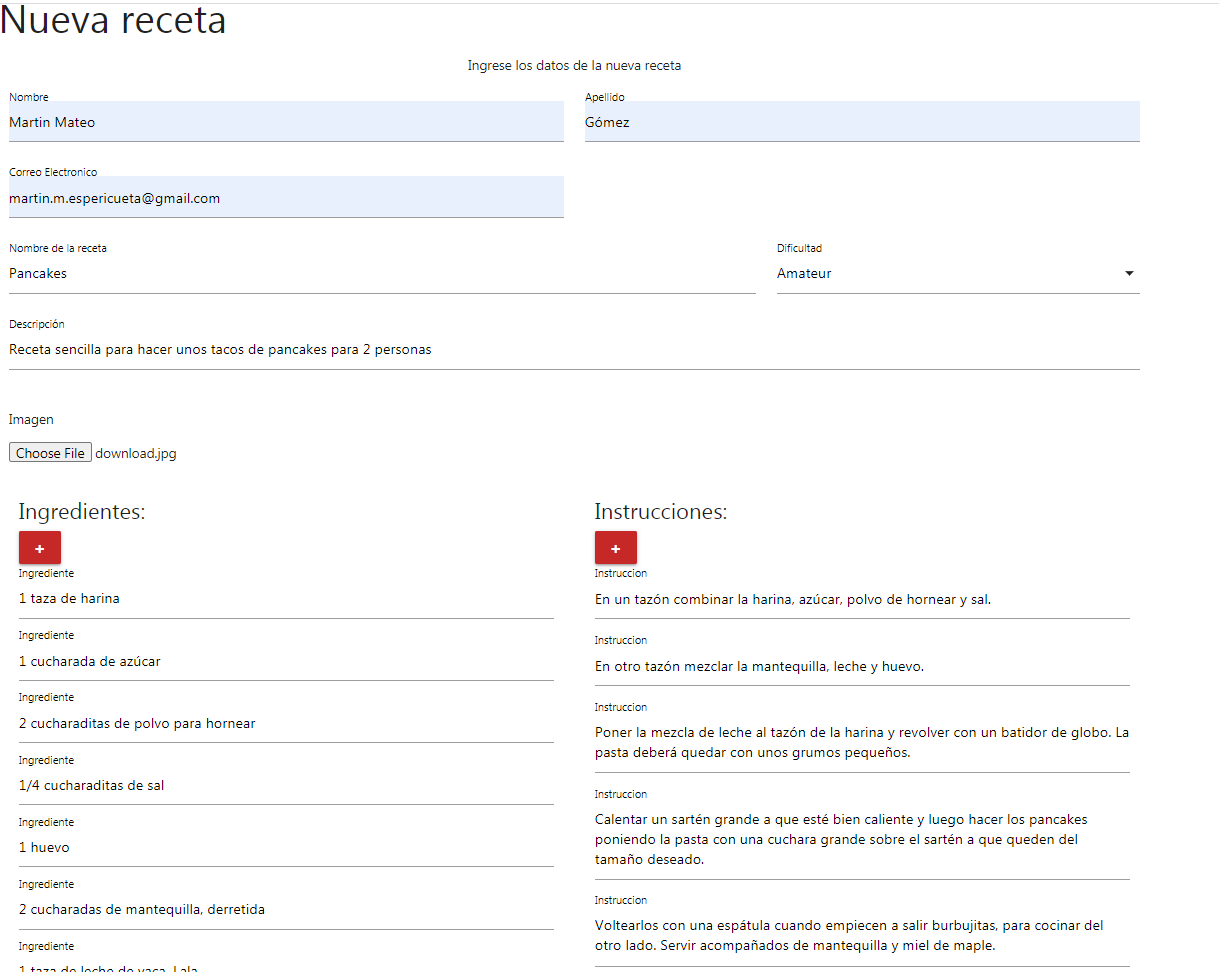 Nueva receta
Ingrese los datos de la nueva receta
Nombre
Martin Mateo
Apellido
Gómez
Correo Electronico
martin.m.espericueta@gmail.com
Nombre de la receta
Pancakes
Dificultad
Amateur
Descripción
Receta sencilla para hacer unos tacos de pancakes para 2 personas
Imagen
Choose File download.jpg
Ingredientes:
+
Ingrediente
1 taza de harina
Ingrediente
1 cucharada de azúcar
Ingrediente
2 cucharaditas de polvo para hornear
Ingrediente
1/4 cucharaditas de sal
Ingrediente
1 huevo
Ingrediente
2 cucharadas de mantequilla, derretida
Ingrediente
1 taza de leche de vaca, Lala
Instrucciones:
+
Instruccion
En un tazón combinar la harina, azúcar, polvo de hornear y sal.
Instruccion
En otro tazón mezclar la mantequilla, leche y huevo.
Instruccion
Poner la mezcla de leche al tazón de la harina y revolver con un batidor de globo. La
pasta deberá quedar con unos grumos pequeños.
Instruccion
Calentar un sartén grande a que esté bien caliente y luego hacer los pancakes
poniendo la pasta con una cuchara grande sobre el sartén a que queden del
tamaño deseado.
Instruccion
Voltearlos con una espátula cuando empiecen a salir burbujitas, para cocinar del
otro lado. Servir acompañados de mantequilla y miel de maple.